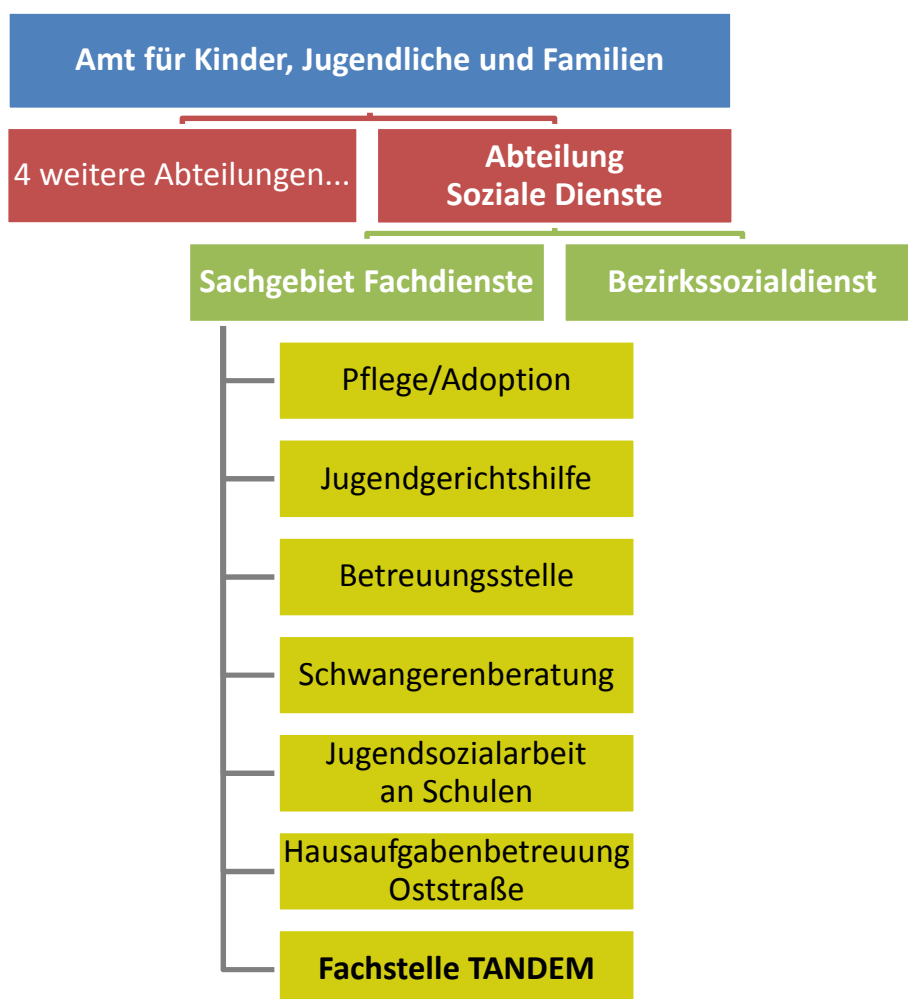 Amt für Kinder, Jugendliche und Familien
4 weitere Abteilungen...
Abteilung
Soziale Dienste
Sachgebiet Fachdienste
Bezirkssozialdienst
Pflege/Adoption
Jugendgerichtshilfe
Betreuungsstelle
Schwangerenberatung
Jugendsozialarbeit
an Schulen
Hausaufgabenbetreuung
Oststraße
Fachstelle TANDEM